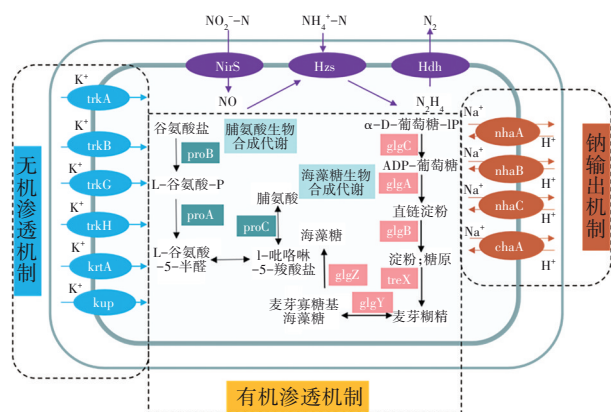 NO₂⁻-N
NH₄⁺-N
N₂
NirS
Hzs
Hdh
NO
N₂H₄
无机渗透机制
K⁺
trkA
K⁺
trkB
K⁺
trkG
K⁺
trkH
K⁺
krtA
K⁺
kup
谷氨酸盐
proB
脯氨酸生物
合成代谢
L-谷氨酸-P
proA
脯氨酸
proC
L-谷氨酸
-5-半醛
1-吡咯啉
-5-羧酸盐
α-D-葡萄糖-IP
glgC
ADP-葡萄糖
海藻糖生物
合成代谢
glgA
直链淀粉
glgB
海藻糖
淀粉;糖原
glgZ
treX
麦芽寡糖基
海藻糖
glgY
麦芽糊精
Na⁺
nhaA
H⁺
Na⁺
nhaB
H⁺
Na⁺
nhaC
H⁺
Na⁺
chaA
H⁺
钠输出机制
有机渗透机制